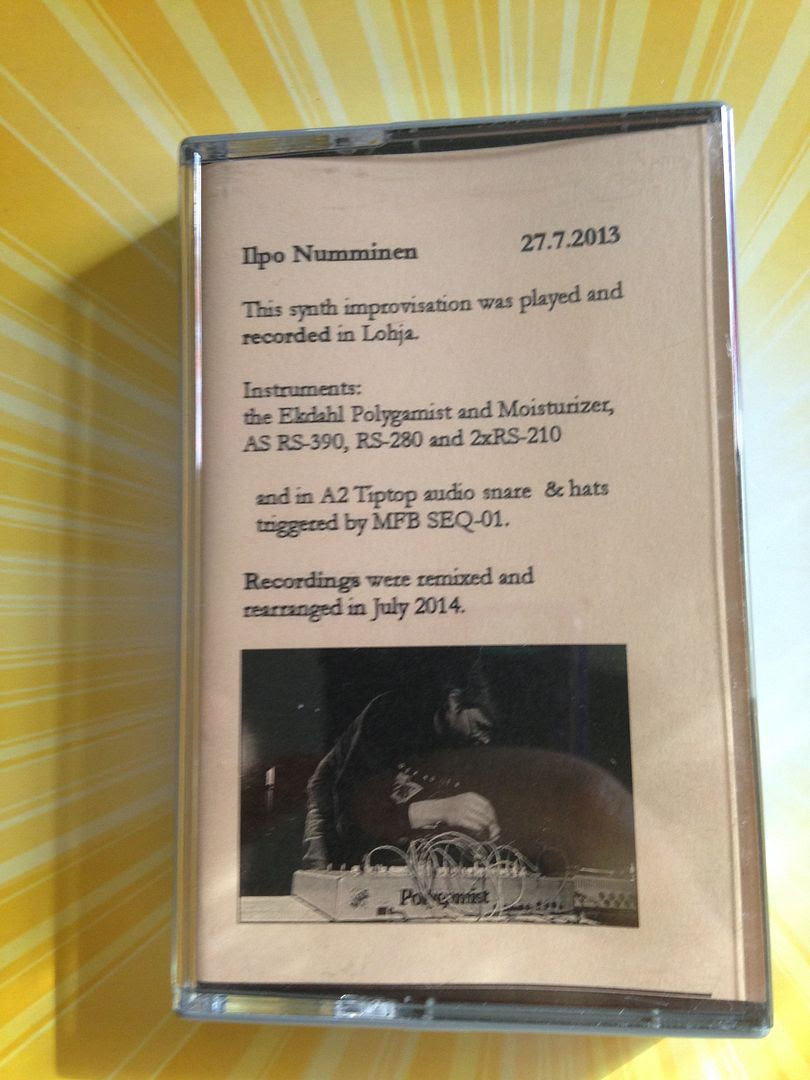 Ilpo Numminen 27.7.2013
This synth improvisation was played and
recorded in Lohja.
Instruments:
the Ekdahl Polygamist and Moisturizer,
AS RS-390, RS-280 and 2xRS-210
and in A2 Tiptop audio snare & hats
triggered by MFB SEQ-01.
Recordings were remixed and
rearranged in July 2014.
Polygamist